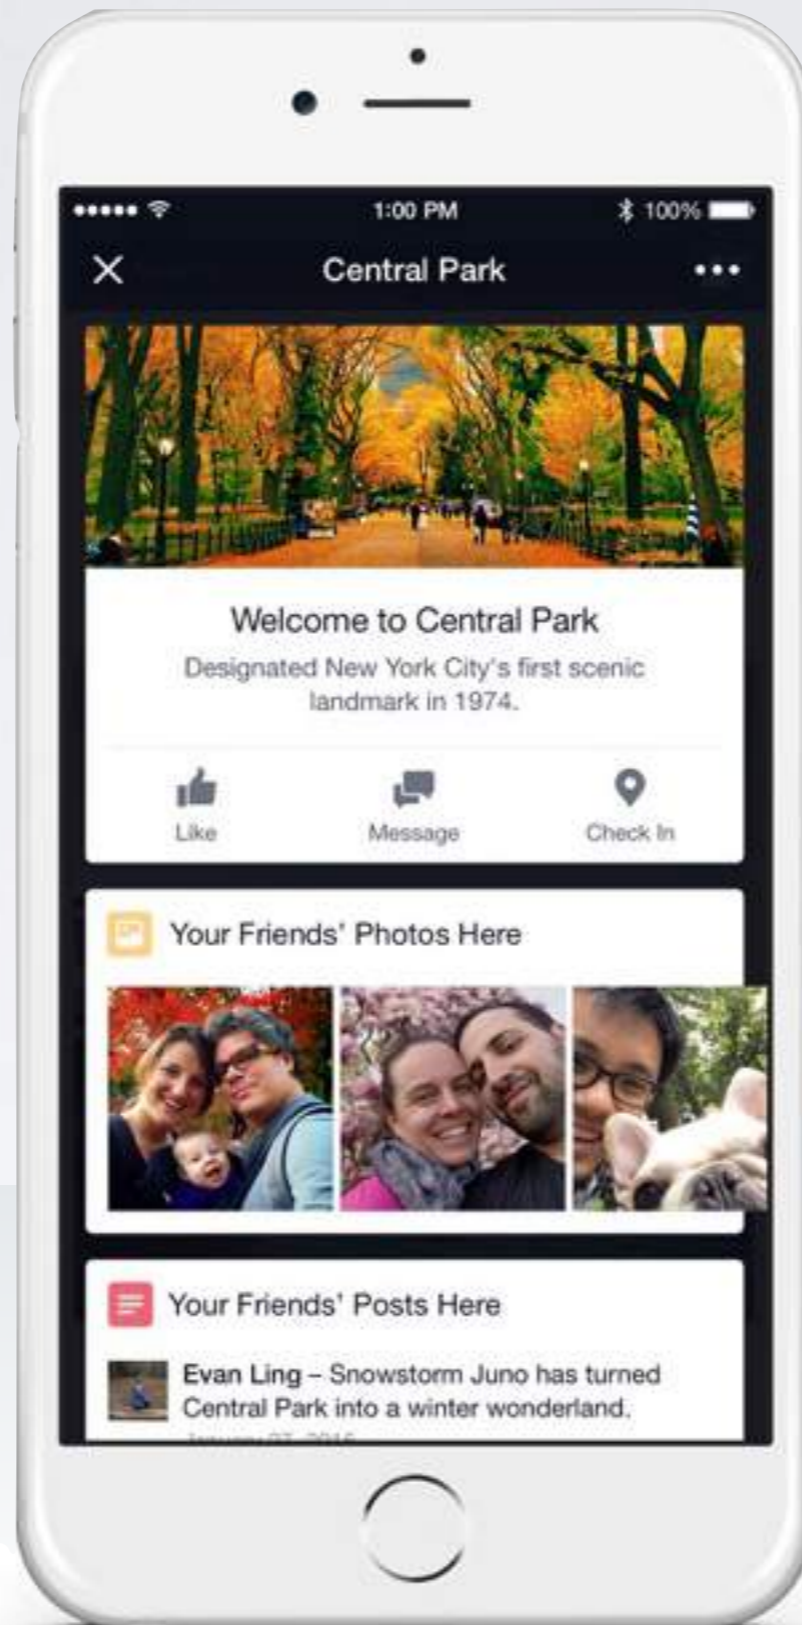 1:00 PM
100%
Central Park
Welcome to Central Park
Designated New York City's first scenic
landmark in 1974.
Like
Message
Check In
Your Friends' Photos Here
Your Friends' Posts Here
Evan Ling – Snowstorm Juno has turned
Central Park into a winter wonderland.